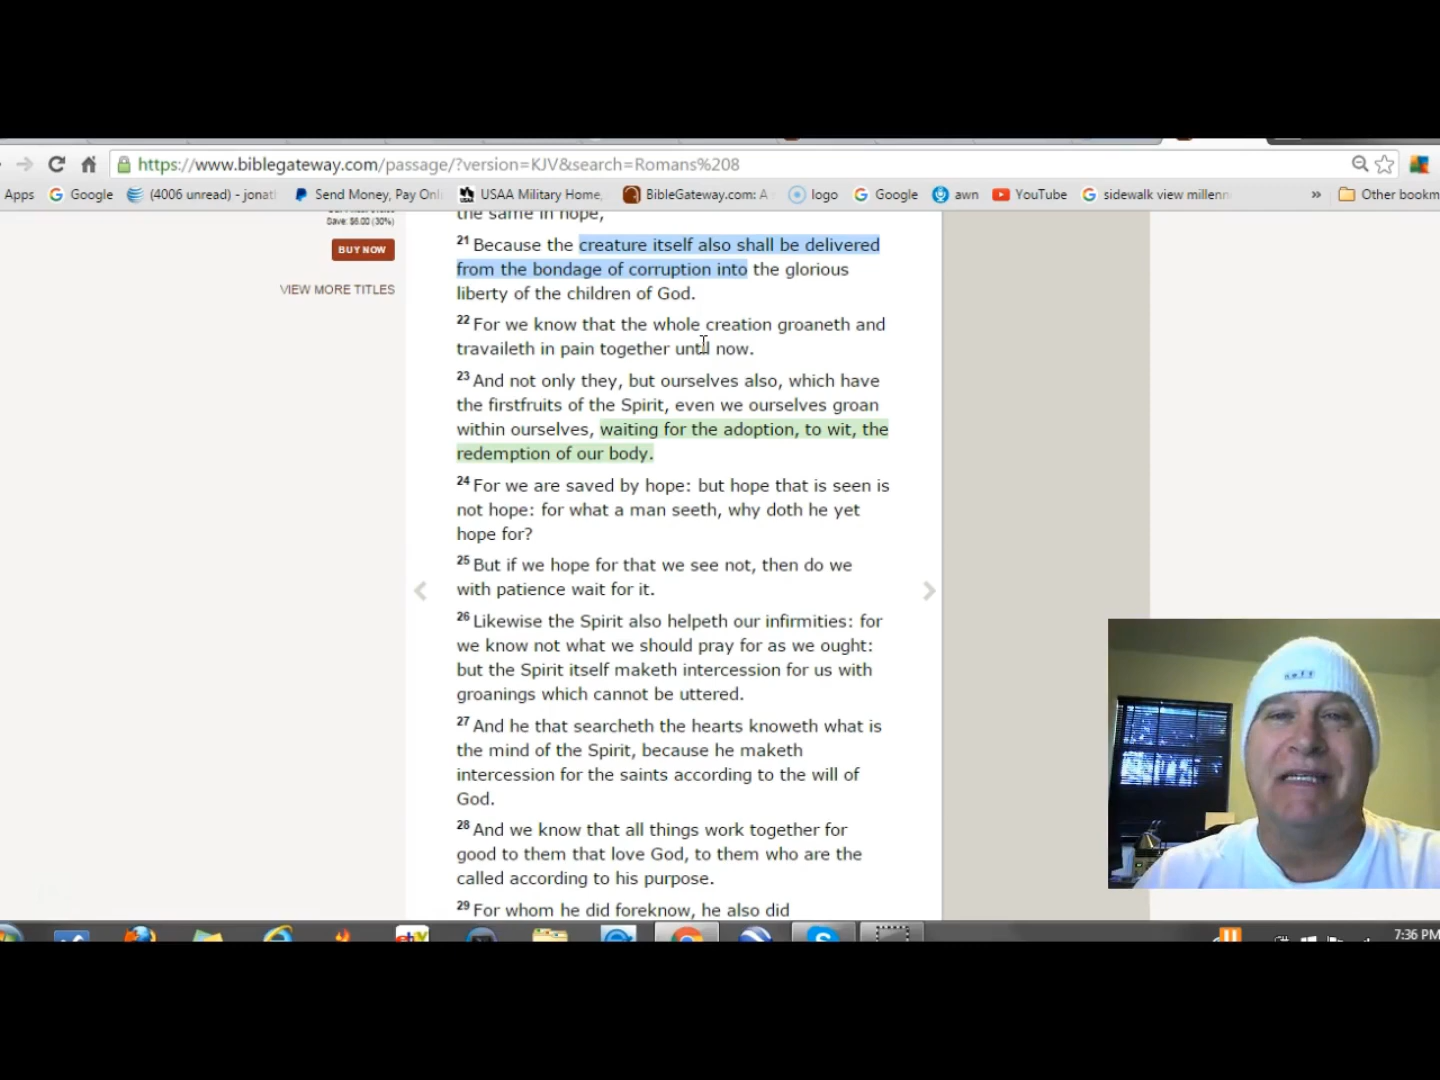 https://www.biblegateway.com/passage/?version=KJV&search=Romans%208
Apps Google (4006 unread) - jonat Send Money, Pay Onl USAA Military Home, BibleGateway.com: A logo Google awn YouTube sidewalk view millenn » Other bookm
Save: $6.00 (30%)
BUY NOW
VIEW MORE TITLES
the same in hope,
21 Because the creature itself also shall be delivered
from the bondage of corruption into the glorious
liberty of the children of God.
22 For we know that the whole creation groaneth and
travaileth in pain together until now.
23 And not only they, but ourselves also, which have
the firstfruits of the Spirit, even we ourselves groan
within ourselves, waiting for the adoption, to wit, the
redemption of our body.
24 For we are saved by hope: but hope that is seen is
not hope: for what a man seeth, why doth he yet
hope for?
25 But if we hope for that we see not, then do we
with patience wait for it.
26 Likewise the Spirit also helpeth our infirmities: for
we know not what we should pray for as we ought:
but the Spirit itself maketh intercession for us with
groanings which cannot be uttered.
27 And he that searcheth the hearts knoweth what is
the mind of the Spirit, because he maketh
intercession for the saints according to the will of
God.
28 And we know that all things work together for
good to them that love God, to them who are the
called according to his purpose.
29 For whom he did foreknow, he also did
neff
ebay
7:36 PM